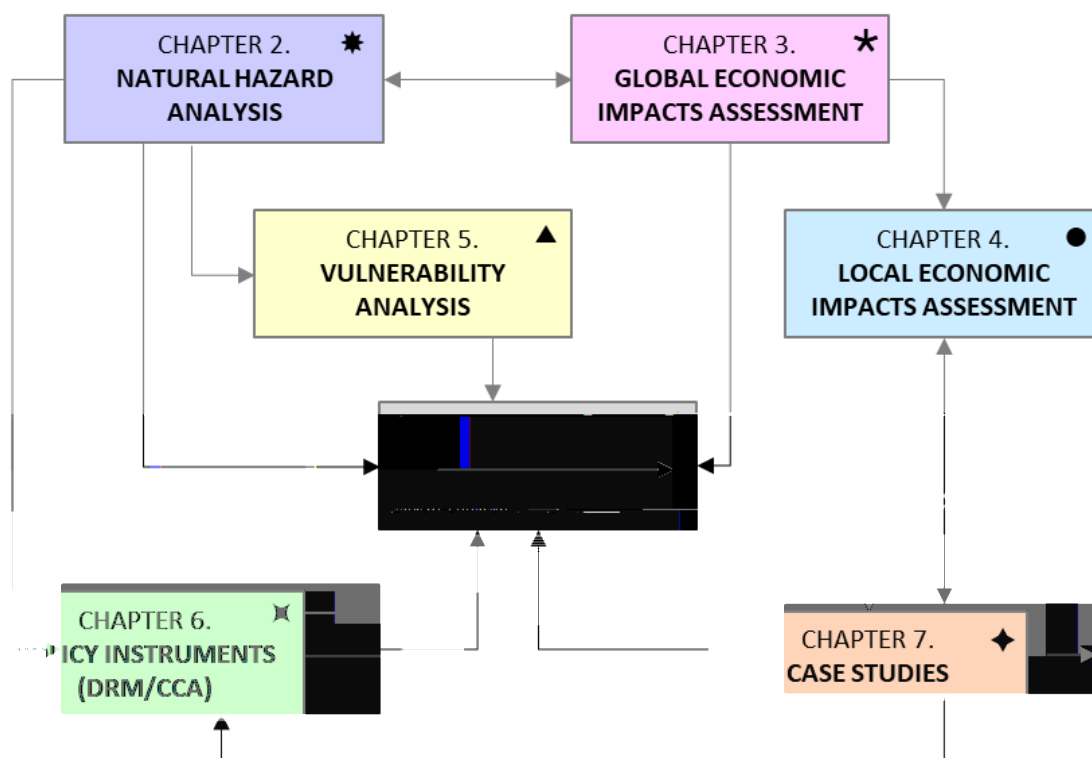 CHAPTER 2.
NATURAL HAZARD
ANALYSIS
CHAPTER 3.
GLOBAL ECONOMIC
IMPACTS ASSESSMENT
CHAPTER 5.
VULNERABILITY
ANALYSIS
CHAPTER 4.
LOCAL ECONOMIC
IMPACTS ASSESSMENT
CHAPTER 6.
INSTRUMENTS
(DRM/CCA)
CHAPTER 7.
CASE STUDIES